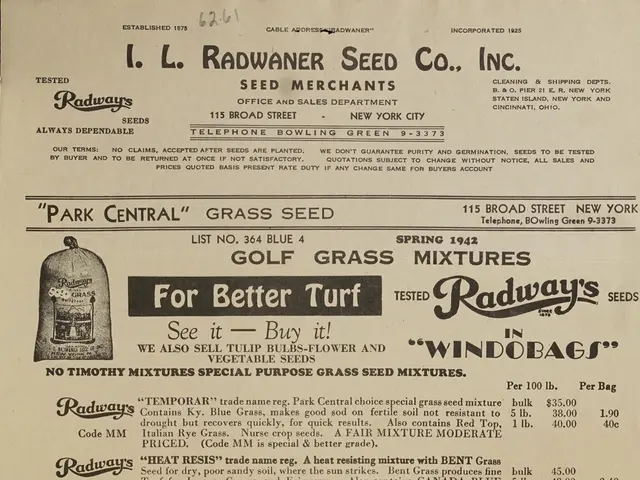 62.61
ESTABLISHED 1875 CABLE ADDRESS "RADWANER" INCORPORATED 1925
I. L. RADWANER SEED CO., INC.
SEED MERCHANTS
OFFICE AND SALES DEPARTMENT
115 BROAD STREET - NEW YORK CITY
TELEPHONE BOWLING GREEN 9-3373
TESTED
Radway's
SEEDS
ALWAYS DEPENDABLE
CLEANING & SHIPPING DEPTS.
B. & O. PIER 21 E. R. NEW YORK
STATEN ISLAND, NEW YORK AND
CINCINNATI, OHIO.
OUR TERMS: NO CLAIMS, ACCEPTED AFTER SEEDS ARE PLANTED. WE DON'T GUARANTEE PURITY AND GERMINATION, SEEDS TO BE TESTED
BY BUYER AND TO BE RETURNED AT ONCE IF NOT SATISFACTORY. QUOTATIONS SUBJECT TO CHANGE WITHOUT NOTICE, ALL SALES AND
PRICES QUOTED BASIS PRESENT RATE DUTY IF ANY CHANGE SAME FOR BUYERS ACCOUNT
"PARK CENTRAL" GRASS SEED
115 BROAD STREET NEW YORK
Telephone, BOwling Green 9-3373
LIST NO. 364 BLUE 4 SPRING 1942
GOLF GRASS MIXTURES
For Better Turf
TESTED Radway's SEEDS
SINCE 1875
See it — Buy it!
IN
WE ALSO SELL TULIP BULBS-FLOWER AND
VEGETABLE SEEDS
"WINDOBAGS"
Radway's
GRASS
NO TIMOTHY MIXTURES SPECIAL PURPOSE GRASS SEED MIXTURES.
Per 100 lb. Per Bag
Radway's
Code MM
"TEMPORAR" trade name reg. Park Central choice special grass seed mixture bulk $35.00
Contains Ky. Blue Grass, makes good sod on fertile soil not resistant to 5 lb. 38.00 1.90
drought but recovers quickly, for quick results. Also contains Red Top, 1 lb. 40.00 40c
Italian Rye Grass. Nurse crop seeds. A FAIR MIXTURE MODERATE
PRICED. (Code MM is special & better grade).
Radway's
"HEAT RESIS" trade name reg. A heat resisting mixture with BENT Grass
Seed for dry, poor sandy soil, where the sun strikes. Bent Grass produces fine bulk 45.00